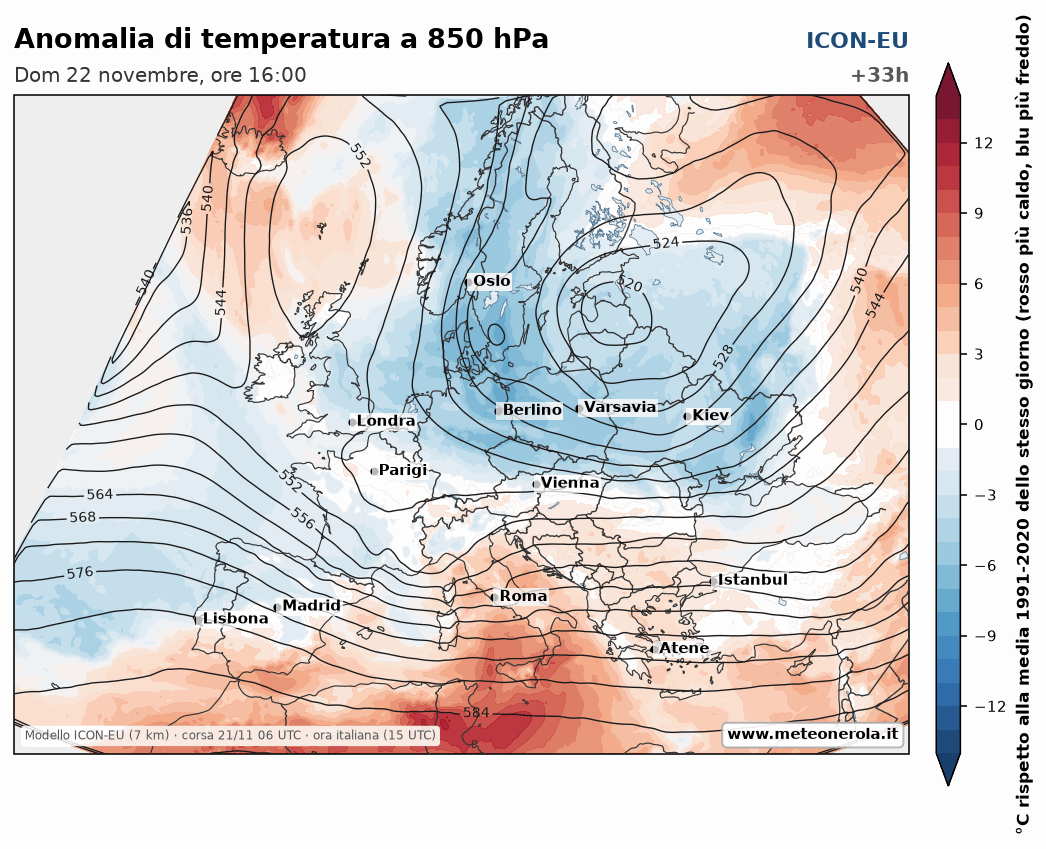 Anomalia di temperatura a 850 hPa
ICON-EU
Dom 22 novembre, ore 16:00
+33h
552
540
536
540
544
524
520
540
544
528
Oslo
Berlino
Varsavia
Kiev
Londra
Parigi
Vienna
552
556
564
568
576
Istanbul
Roma
Madrid
Lisbona
Atene
584
Modello ICON-EU (7 km) · corsa 21/11 06 UTC · ora italiana (15 UTC)
www.meteonerola.it
12
9
6
3
0
−3
−6
−9
−12
°C rispetto alla media 1991-2020 dello stesso giorno (rosso più caldo, blu più freddo)